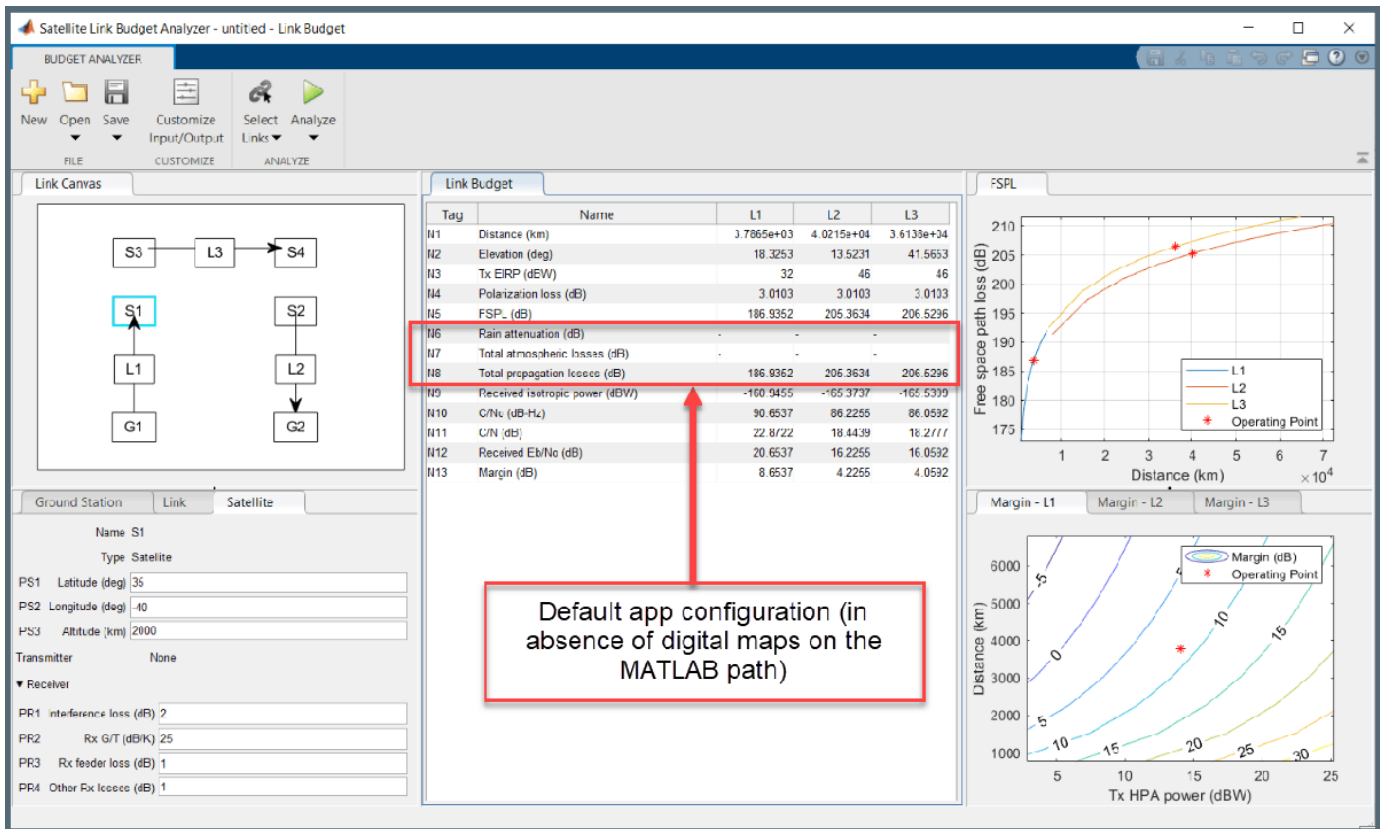 Satellite Link Budget Analyzer - untitled - Link Budget
BUDGET ANALYZER
New Open Save Customize Input/Output Select Links Analyze
FILE CUSTOMIZE ANALYZE
Link Canvas
S3 L3 S4
S1 S2
L1 L2
G1 G2
Ground Station Link Satellite
Name S1
Type Satellite
PS1 Latitude (deg) 35
PS2 Longitude (deg) -40
PS3 Altitude (km) 2000
Transmitter None
Receiver
PR1 Interference loss (dB) 2
PR2 Rx G/T (dB/K) 25
PR3 Rx feeder loss (dB) 1
PR4 Other Rx losses (dB) 1
Link Budget
Tag Name L1 L2 L3
N1 Distance (km) 3.7865e+03 4.0215e+04 3.6138e+04
N2 Elevation (deg) 18.3253 13.5231 41.5653
N3 Tx EIRP (dBW) 32 46 46
N4 Polarization loss (dB) 3.0103 3.0103 3.0103
N5 FSPL (dB) 186.9352 205.3634 206.5296
N6 Rain attenuation (dB) - - -
N7 Total atmospheric losses (dB) - - -
N8 Total propagation losses (dB) 186.9352 205.3634 206.5296
N9 Received isotropic power (dBW) -160.9455 -165.3737 -165.5399
N10 C/No (dB-Hz) 90.6537 86.2255 86.0592
N11 C/N (dB) 22.8722 18.4439 18.2777
N12 Received Eb/No (dB) 20.6537 16.2255 16.0592
N13 Margin (dB) 8.6537 4.2255 4.0592
Default app configuration (in
absence of digital maps on the
MATLAB path)
FSPL
Free space path loss (dB)
210
205
200
195
190
185
180
175
L1
L2
L3
Operating Point
1 2 3 4 5 6 7
Distance (km) ×10⁴
Margin - L1 Margin - L2 Margin - L3
Distance (km)
6000
5000
4000
3000
2000
1000
Margin (dB)
Operating Point
-5
0
5
10
15
10
15
20
25
30
5 10 15 20 25
Tx HPA power (dBW)